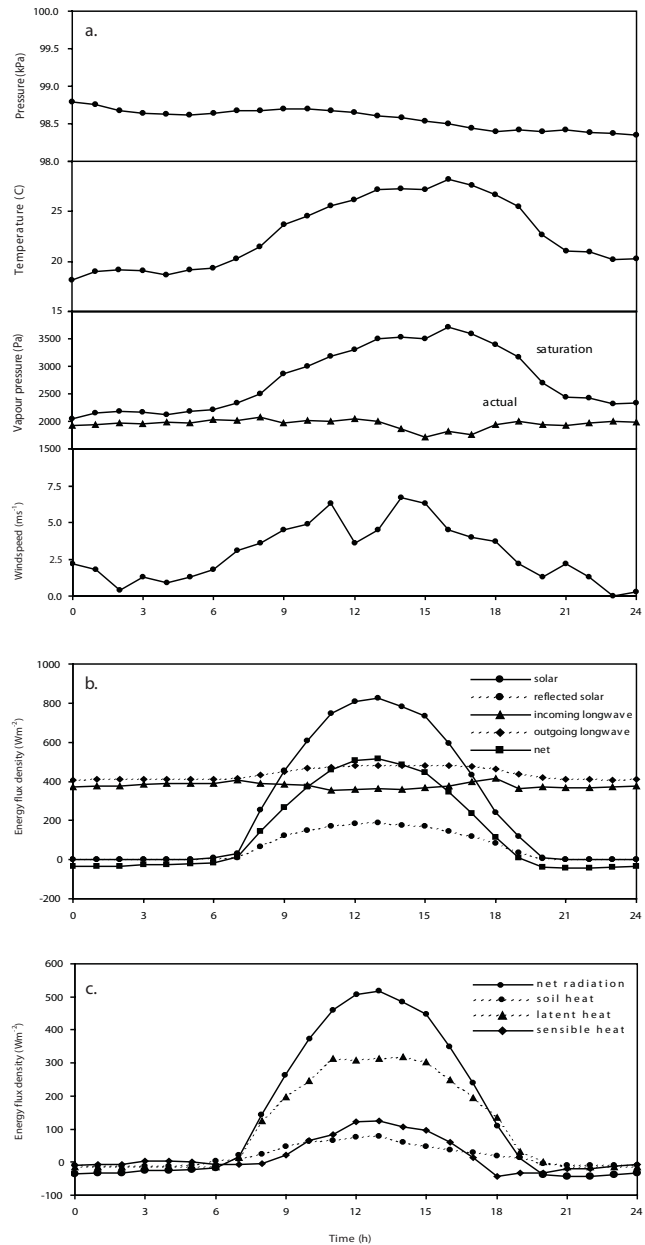 a.
Pressure (kPa)
100.0
99.5
99.0
98.5
98.0
Temperature (C)
25
20
15
Vapour pressure (Pa)
3500
3000
2500
2000
1500
saturation
actual
Windspeed (ms⁻¹)
7.5
5.0
2.5
0.0
0 3 6 9 12 15 18 21 24
b.
Energy flux density (Wm⁻²)
1000
800
600
400
200
0
-200
solar
reflected solar
incoming longwave
outgoing longwave
net
0 3 6 9 12 15 18 21 24
c.
Energy flux density (Wm⁻²)
600
500
400
300
200
100
0
-100
net radiation
soil heat
latent heat
sensible heat
0 3 6 9 12 15 18 21 24
Time (h)